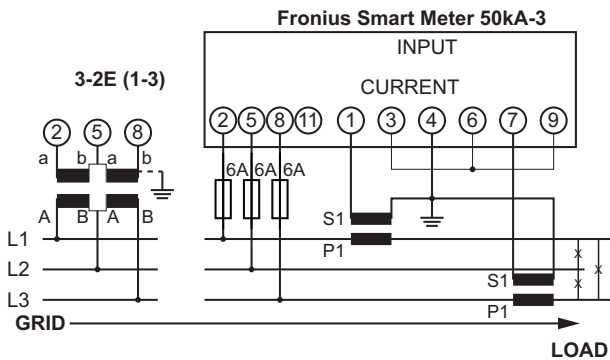 Fronius Smart Meter 50kA-3
INPUT
3-2E (1-3)
CURRENT
2 5 8 2 5 8 11 1 3 4 6 7 9
a b a b
6A 6A 6A
A B A B S1
L1
P1
L2
x x
S1 x
L3
P1
GRID
LOAD